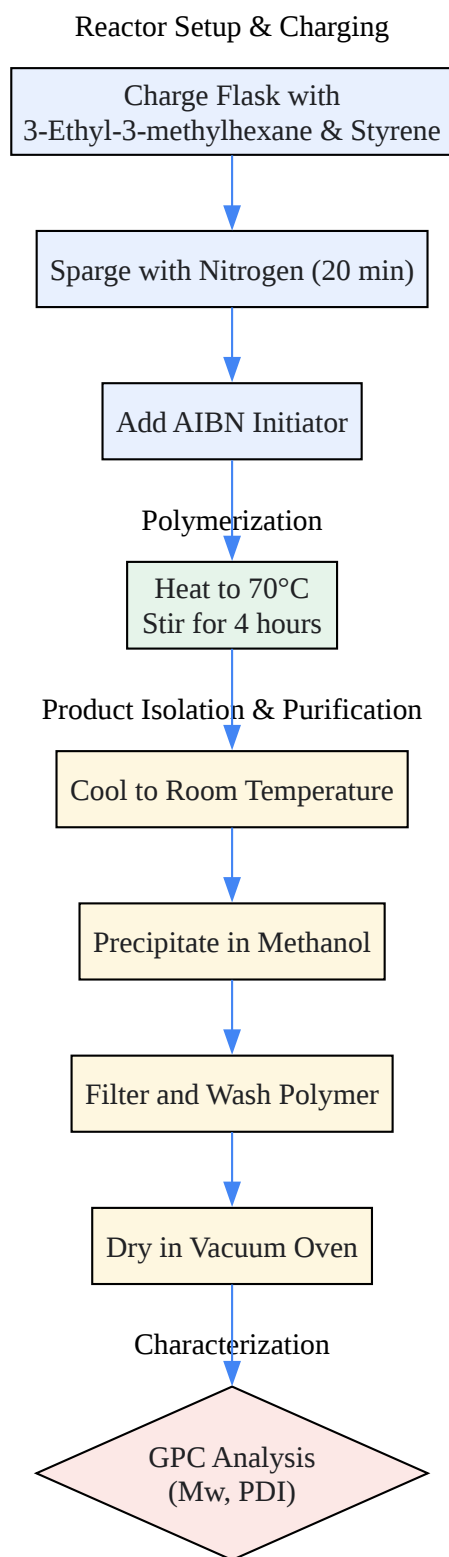 Reactor Setup & Charging
Charge Flask with
3-Ethyl-3-methylhexane & Styrene
Sparge with Nitrogen (20 min)
Add AIBN Initiator
Polymerization
Heat to 70°C
Stir for 4 hours
Product Isolation & Purification
Cool to Room Temperature
Precipitate in Methanol
Filter and Wash Polymer
Dry in Vacuum Oven
Characterization
GPC Analysis
(Mw, PDI)